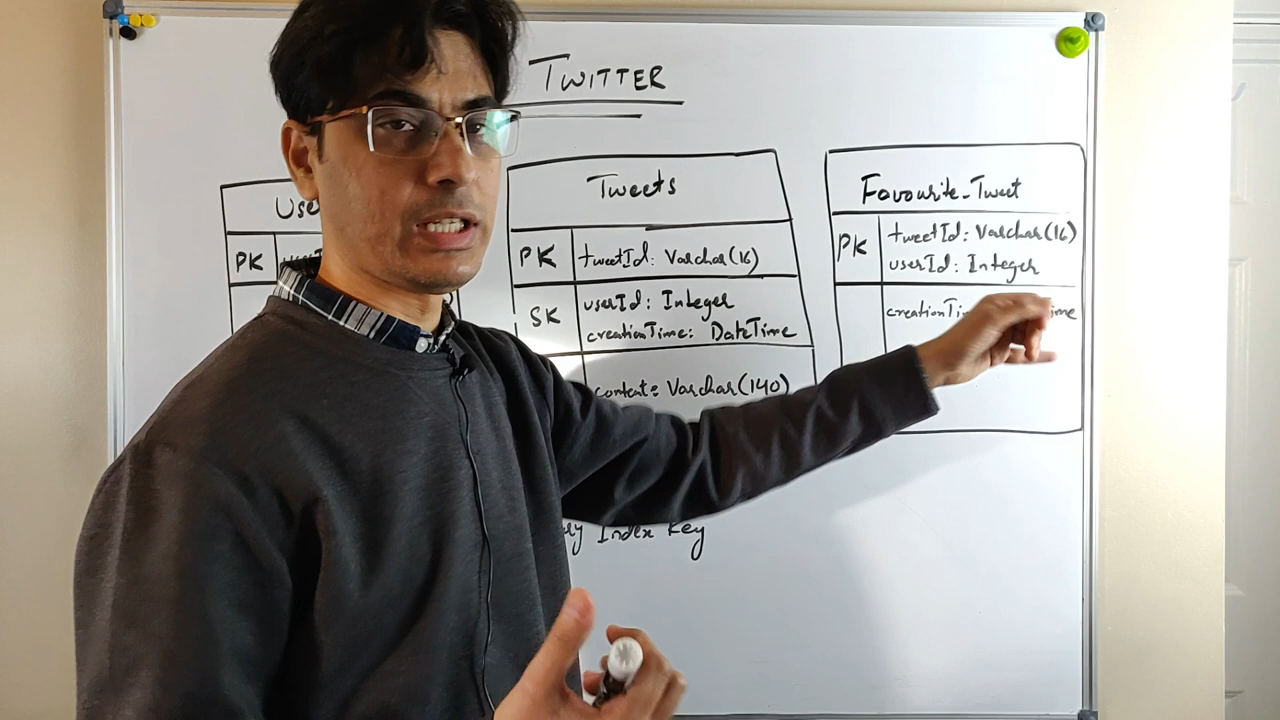 TWITTER
PK
Tweets
PK
tweetId: Varchar(16)
SK
userId: Integer
creationTime: DateTime
content: Varchar(140)
Favourite_Tweet
PK
tweetId: Varchar(16)
userId: Integer
Index Key